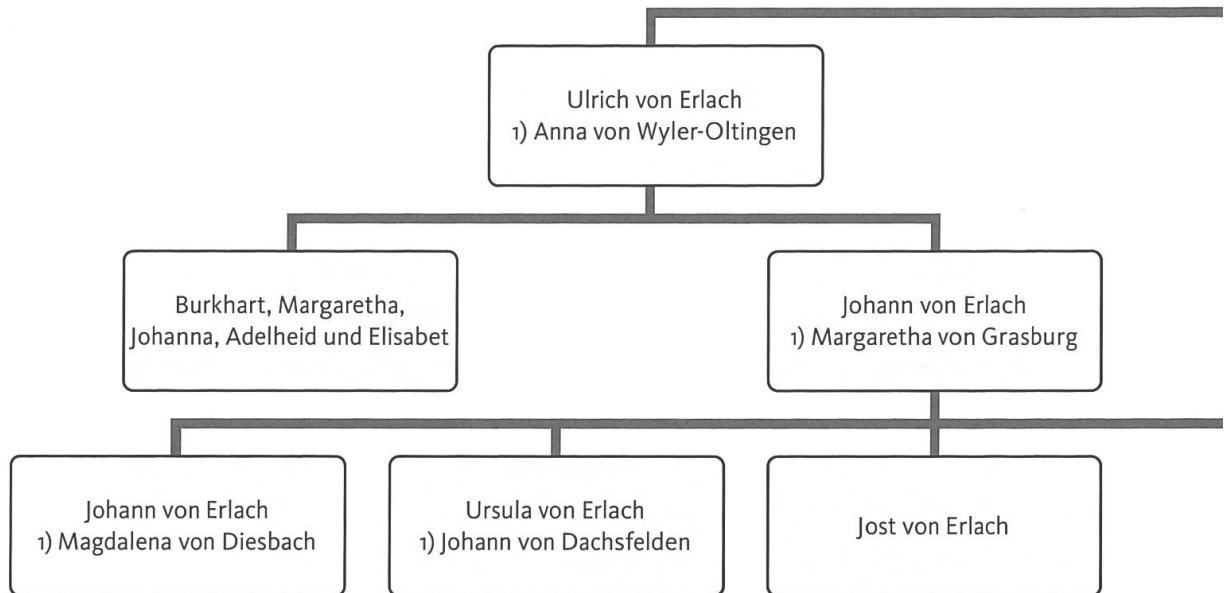 Ulrich von Erlach
1) Anna von Wyler-Oltingen
Burkhart, Margaretha,
Johanna, Adelheid und Elisabet
Johann von Erlach
1) Margaretha von Grasburg
Johann von Erlach
1) Magdalena von Diesbach
Ursula von Erlach
1) Johann von Dachsfelden
Jost von Erlach